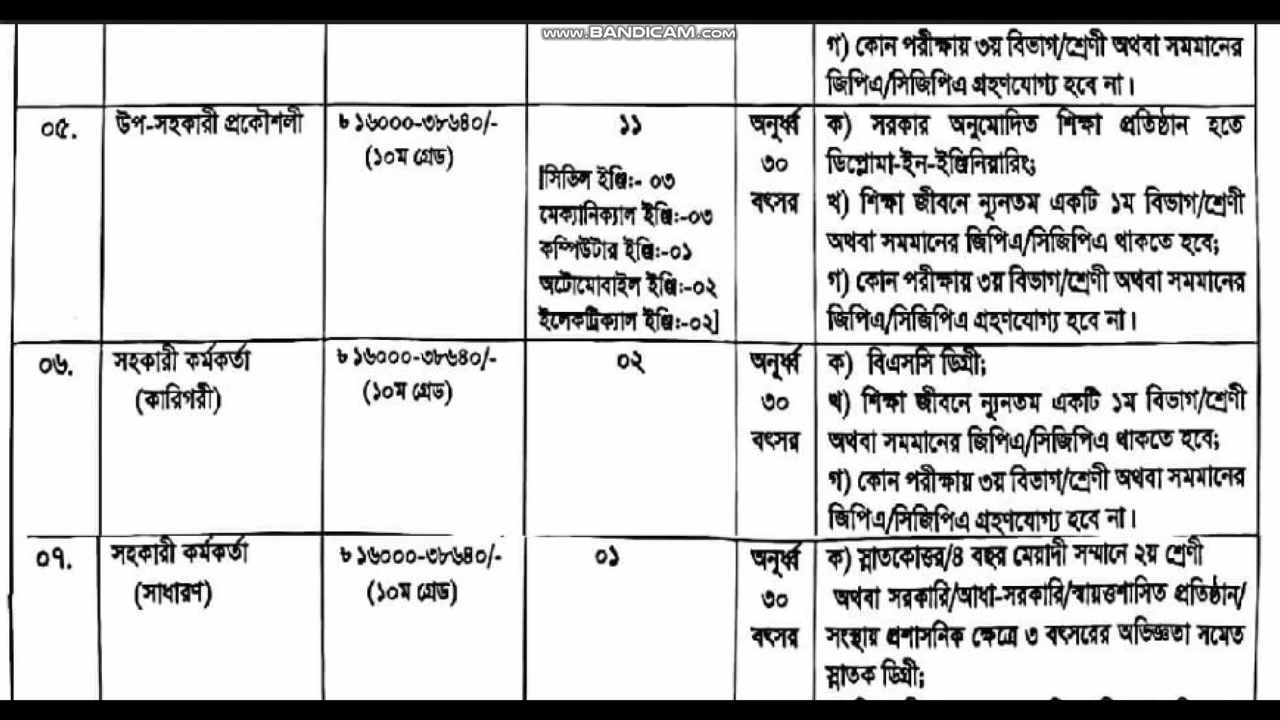 www.BANDICAM.com
গ) কোন পরীক্ষায় ৩য় বিভাগ/শ্রেণী অথবা সমমানের
জিপিএ/সিজিপিএ গ্রহণযোগ্য হবে না।
০৫.
উপ-সহকারী প্রকৌশলী
৳ ১৬০০০-৩৮৬৪০/-
(১০ম গ্রেড)
১১
[সিভিল ইঞ্জি:- ০৩
মেক্যানিক্যাল ইঞ্জি:-০৩
কম্পিউটার ইঞ্জি:-০১
অটোমোবাইল ইঞ্জি:-০২
ইলেকট্রিক্যাল ইঞ্জি:-০২]
অনূর্ধ্ব
৩০
বৎসর
ক) সরকার অনুমোদিত শিক্ষা প্রতিষ্ঠান হতে
ডিপ্লোমা-ইন-ইঞ্জিনিয়ারিং;
খ) শিক্ষা জীবনে ন্যূনতম একটি ১ম বিভাগ/শ্রেণী
অথবা সমমানের জিপিএ/সিজিপিএ থাকতে হবে;
গ) কোন পরীক্ষায় ৩য় বিভাগ/শ্রেণী অথবা সমমানের
জিপিএ/সিজিপিএ গ্রহণযোগ্য হবে না।
০৬.
সহকারী কর্মকর্তা
(কারিগরী)
৳ ১৬০০০-৩৮৬৪০/-
(১০ম গ্রেড)
০২
অনূর্ধ্ব
৩০
বৎসর
ক) বিএসসি ডিগ্রী;
খ) শিক্ষা জীবনে ন্যূনতম একটি ১ম বিভাগ/শ্রেণী
অথবা সমমানের জিপিএ/সিজিপিএ থাকতে হবে;
গ) কোন পরীক্ষায় ৩য় বিভাগ/শ্রেণী অথবা সমমানের
জিপিএ/সিজিপিএ গ্রহণযোগ্য হবে না।
০৭.
সহকারী কর্মকর্তা
(সাধারণ)
৳ ১৬০০০-৩৮৬৪০/-
(১০ম গ্রেড)
০১
অনূর্ধ্ব
৩০
বৎসর
ক) স্নাতকোত্তর/৪ বছর মেয়াদী সম্মানে ২য় শ্রেণী
অথবা সরকারি/আধা-সরকারি/স্বায়ত্তশাসিত প্রতিষ্ঠান/
সংস্থায় প্রশাসনিক ক্ষেত্রে ৩ বৎসরের অভিজ্ঞতা সমেত
স্নাতক ডিগ্রী;